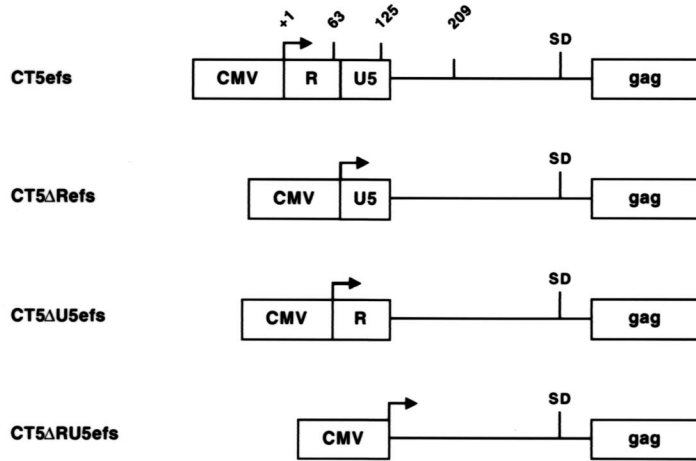 +1 63 125 209
SD
CT5efs CMV R U5 gag
SD
CT5ΔRefs CMV U5 gag
SD
CT5ΔU5efs CMV R gag
SD
CT5ΔRU5efs CMV gag